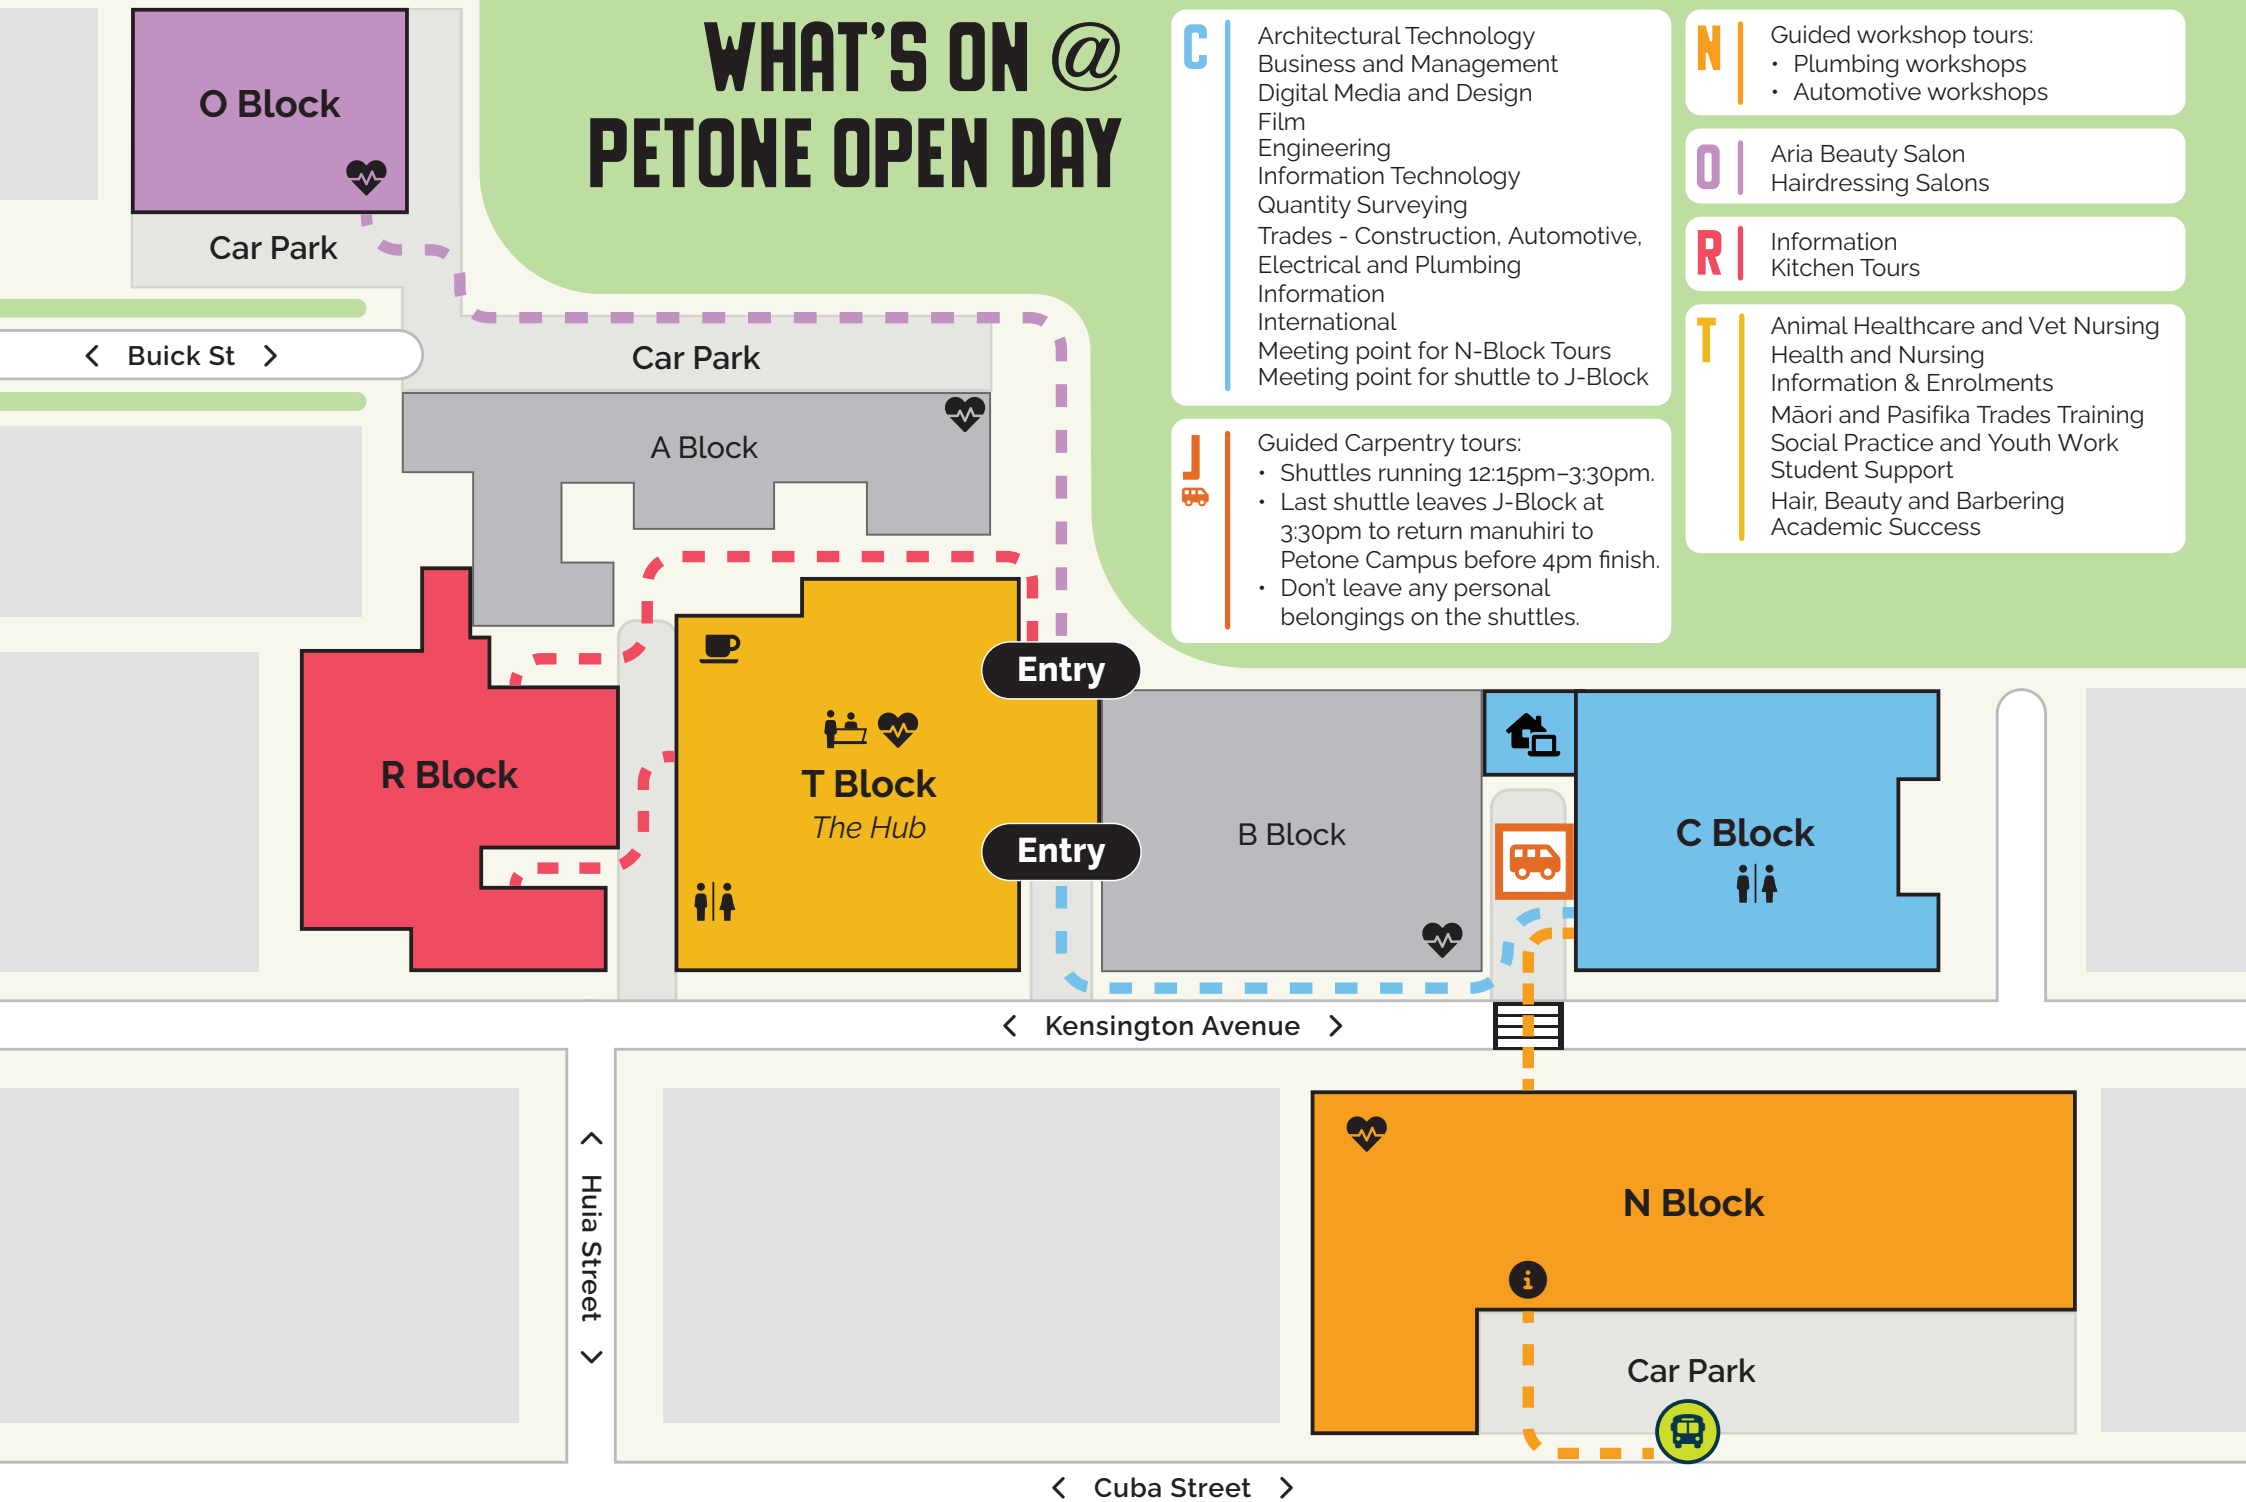 WHAT'S ON @
PETONE OPEN DAY
C
Architectural Technology
Business and Management
Digital Media and Design
Film
Engineering
Information Technology
Quantity Surveying
Trades - Construction, Automotive,
Electrical and Plumbing
Information
International
Meeting point for N-Block Tours
Meeting point for shuttle to J-Block
J
Guided Carpentry tours:
• Shuttles running 12:15pm–3:30pm.
• Last shuttle leaves J-Block at
3:30pm to return manuhiri to
Petone Campus before 4pm finish.
• Don't leave any personal
belongings on the shuttles.
N
Guided workshop tours:
• Plumbing workshops
• Automotive workshops
O
Aria Beauty Salon
Hairdressing Salons
R
Information
Kitchen Tours
T
Animal Healthcare and Vet Nursing
Health and Nursing
Information & Enrolments
Māori and Pasifika Trades Training
Social Practice and Youth Work
Student Support
Hair, Beauty and Barbering
Academic Success
O Block
Car Park
Buick St
Car Park
A Block
Entry
R Block
T Block
The Hub
Entry
B Block
C Block
Kensington Avenue
Huia Street
N Block
i
Car Park
Cuba Street